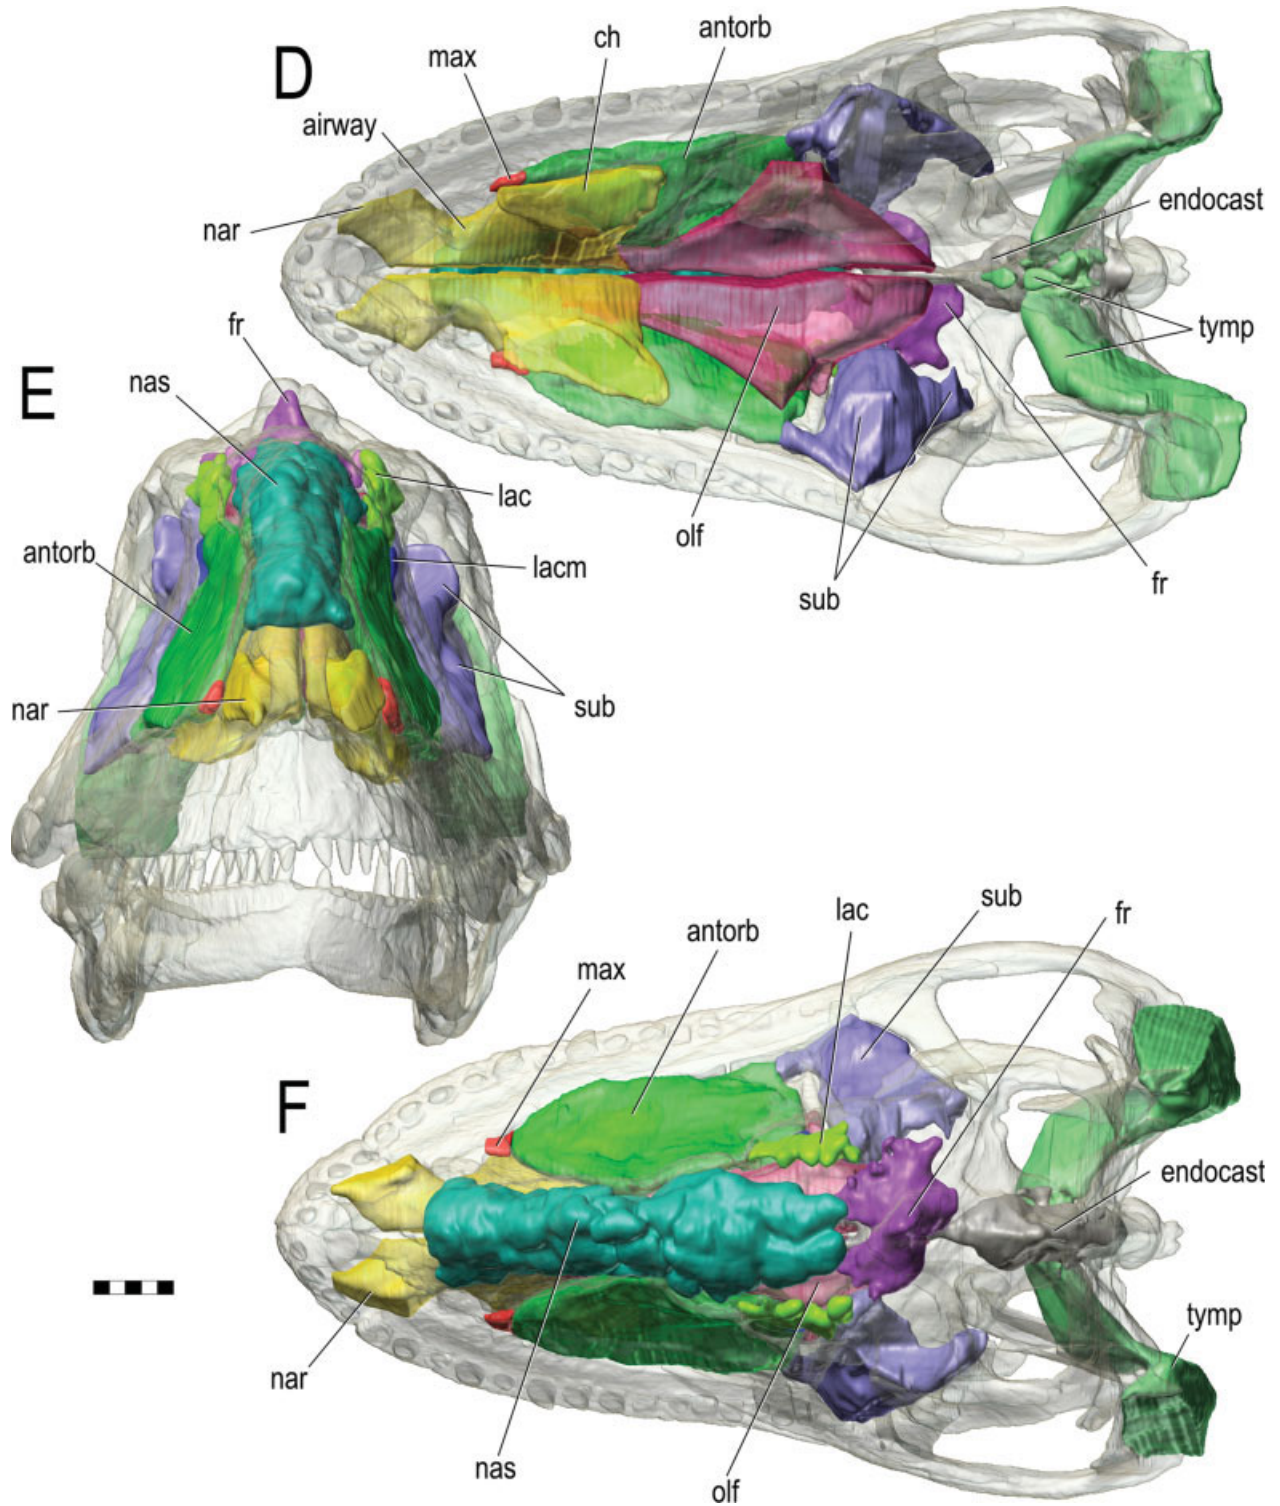 D
max
ch
antorb
airway
nar
endocast
tymp
olf
sub
fr
E
fr
nas
lac
antorb
lacm
nar
sub
F
max
antorb
lac
sub
fr
endocast
tymp
nar
nas
olf